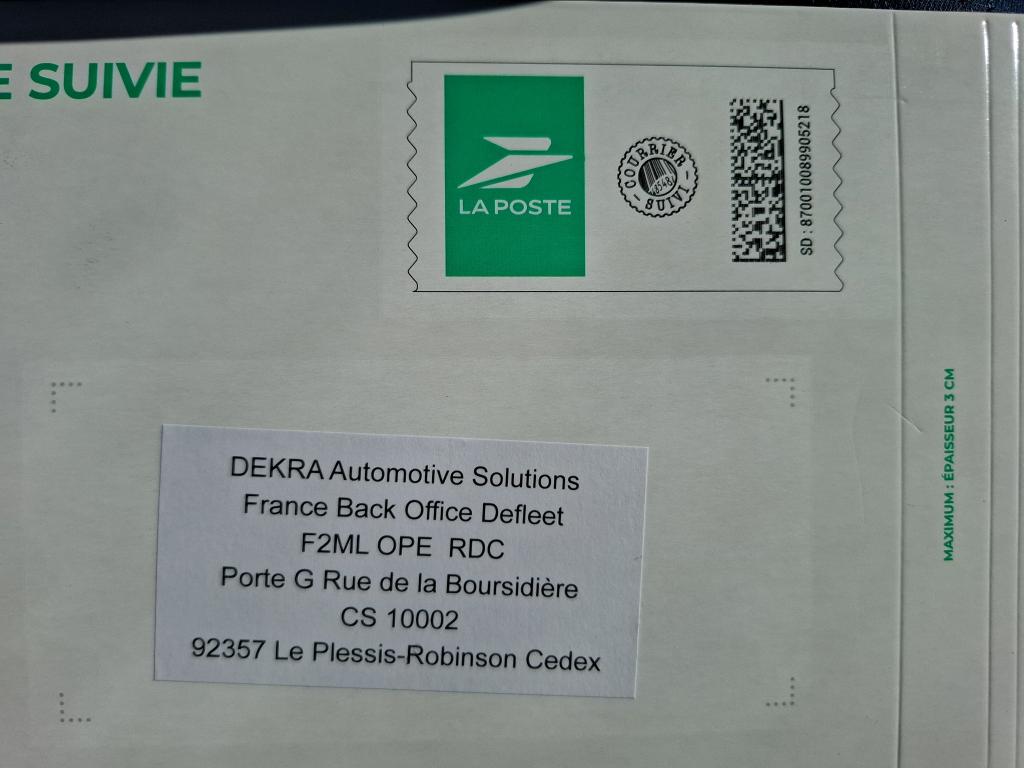 E SUIVIE
LA POSTE
COURRIER
SUIVI
SD : 870010089905218
MAXIMUM : ÉPAISSEUR 3 CM
DEKRA Automotive Solutions
France Back Office Defleet
F2ML OPE RDC
Porte G Rue de la Boursidière
CS 10002
92357 Le Plessis-Robinson Cedex